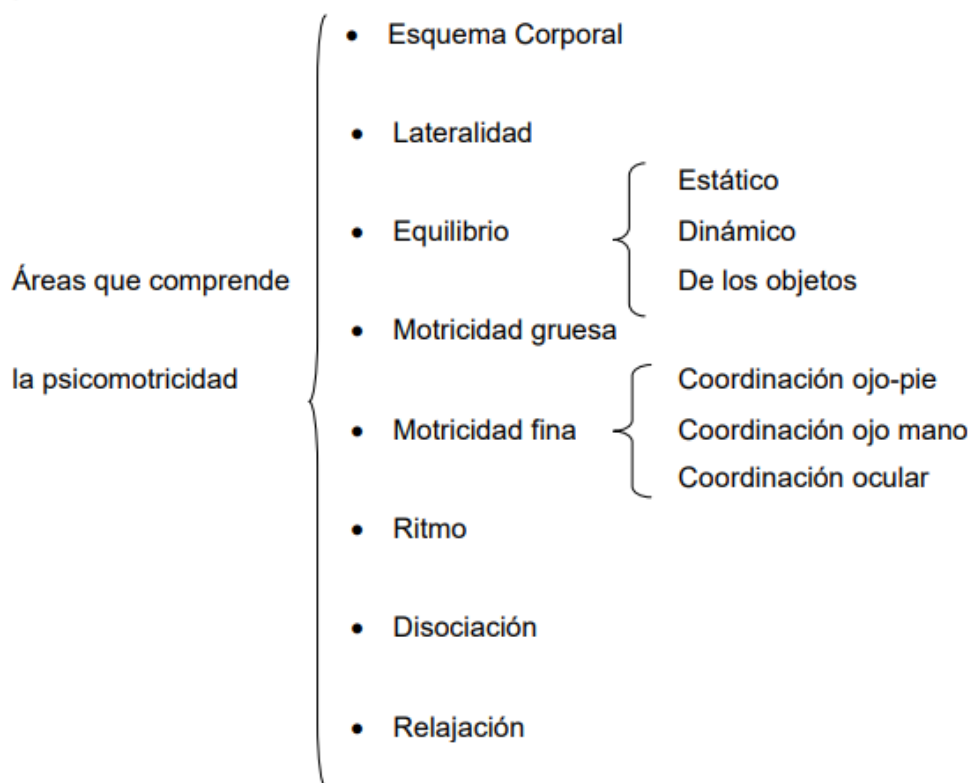 Áreas que comprende
la psicomotricidad
• Esquema Corporal
• Lateralidad
• Equilibrio
Estático
Dinámico
De los objetos
• Motricidad gruesa
• Motricidad fina
Coordinación ojo-pie
Coordinación ojo mano
Coordinación ocular
• Ritmo
• Disociación
• Relajación